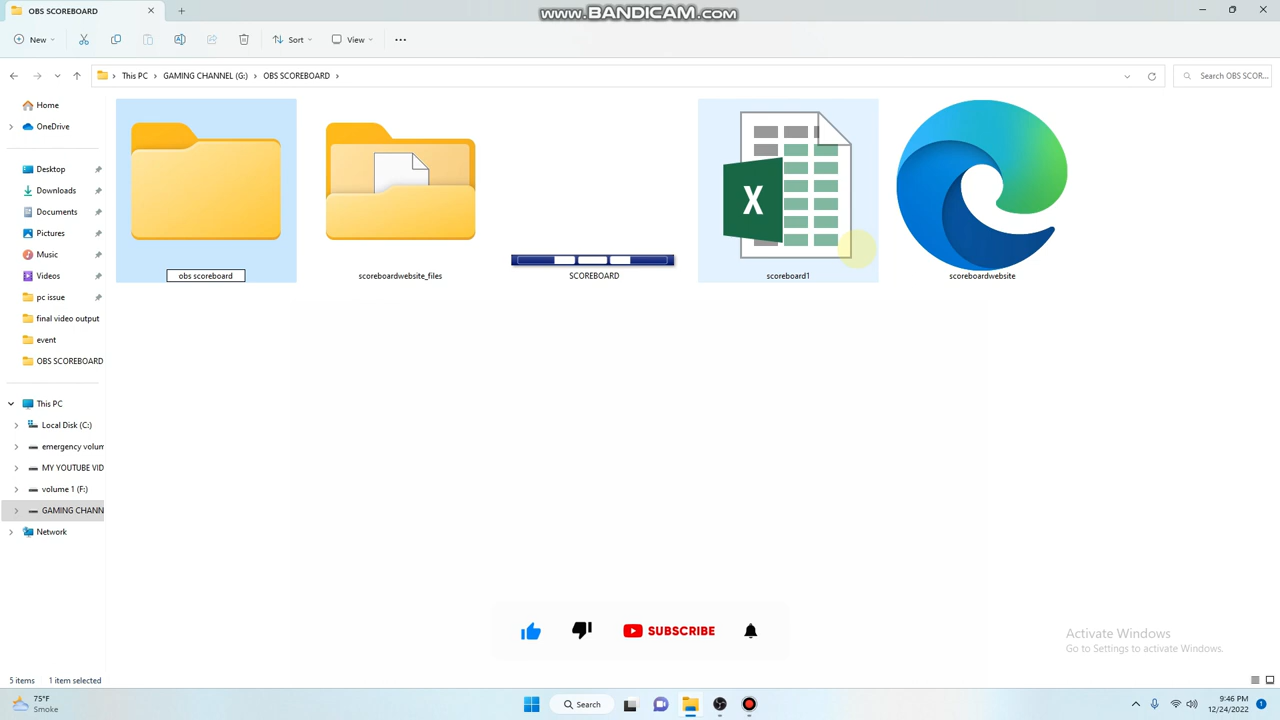 OBS SCOREBOARD
www.BANDICAM.com
New
Sort
View
This PC
GAMING CHANNEL (G:)
OBS SCOREBOARD
Search OBS SCOR...
Home
OneDrive
Desktop
Downloads
Documents
Pictures
Music
Videos
pc issue
final video output
event
OBS SCOREBOARD
This PC
Local Disk (C:)
emergency volum
MY YOUTUBE VID
volume 1 (F:)
GAMING CHANN
Network
X
obs scoreboard
scoreboardwebsite_files
SCOREBOARD
scoreboard1
scoreboardwebsite
SUBSCRIBE
Activate Windows
Go to Settings to activate Windows.
5 items
1 item selected
75°F
Smoke
Search
9:46 PM
12/24/2022
1